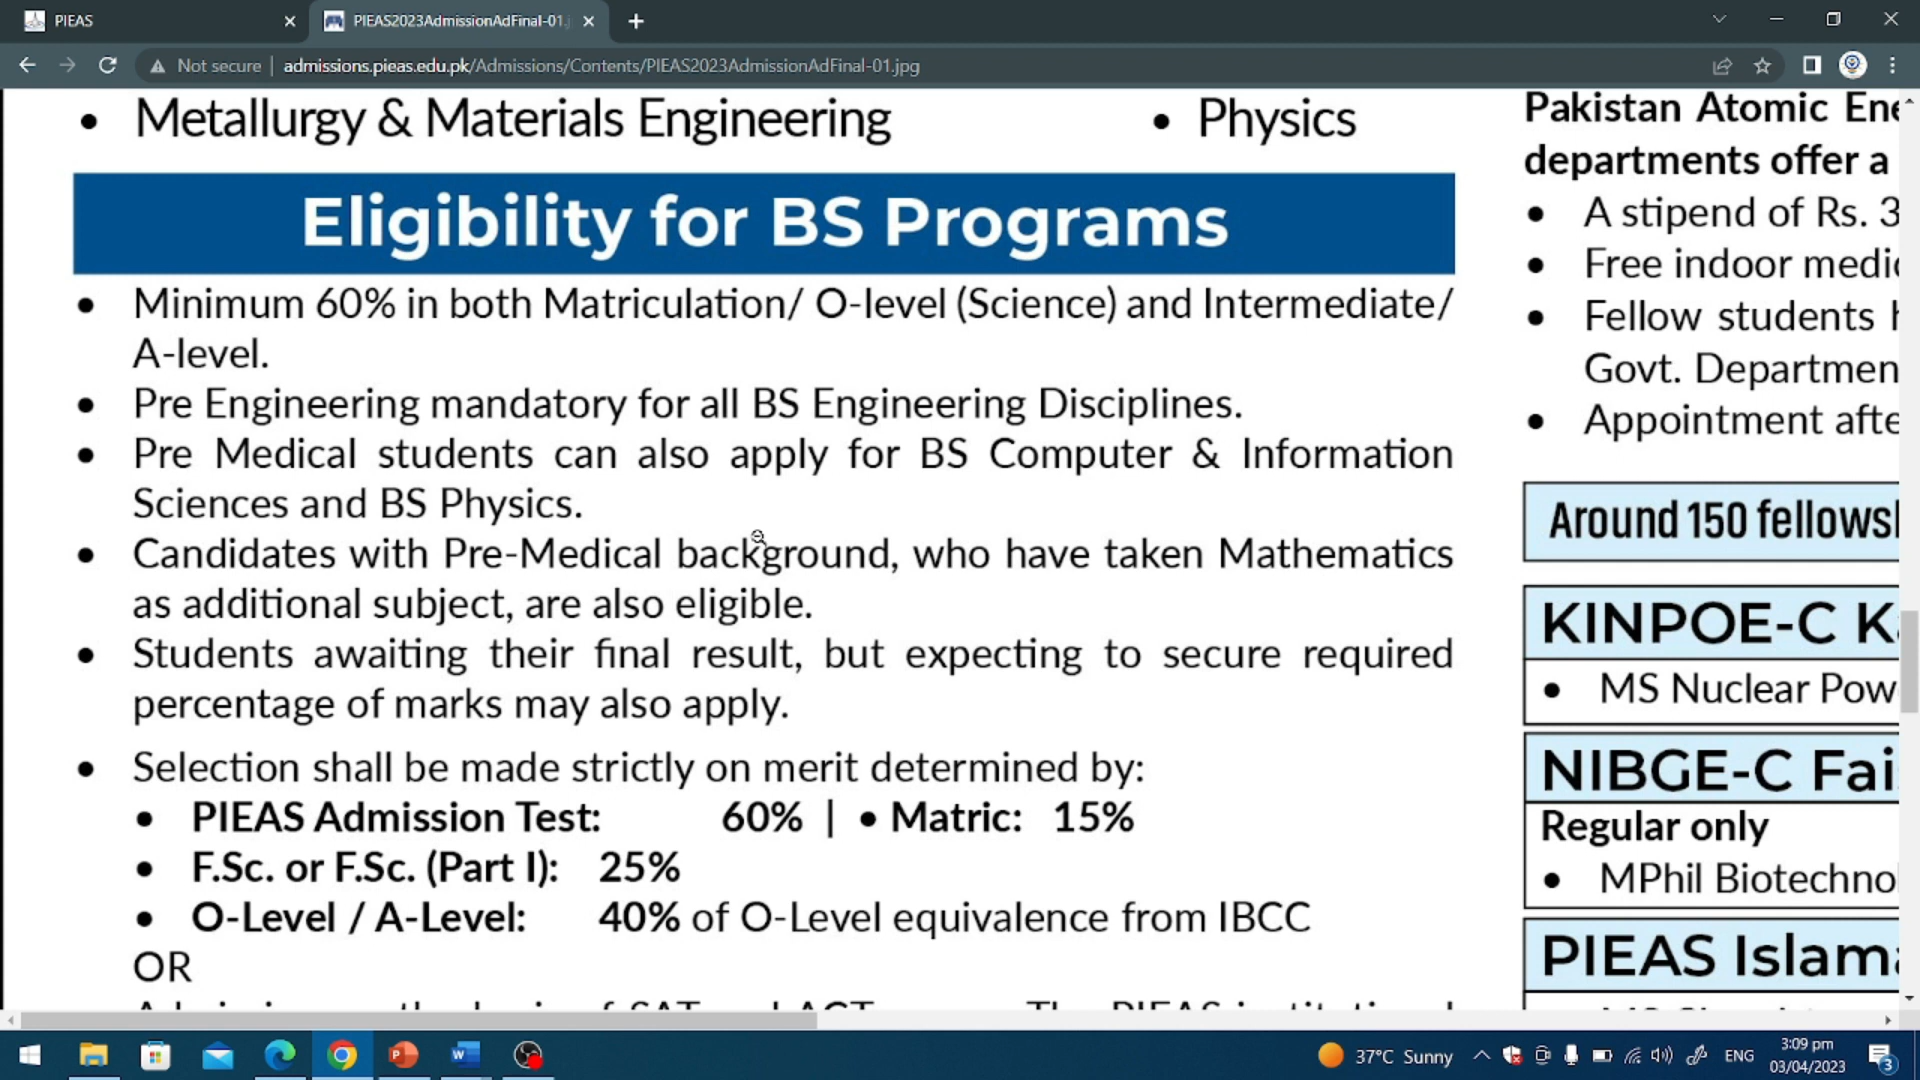 PIEAS
PIEAS2023AdmissionAdFinal-01.j
Not secure | admissions.pieas.edu.pk/Admissions/Contents/PIEAS2023AdmissionAdFinal-01.jpg
• Metallurgy & Materials Engineering • Physics
Eligibility for BS Programs
• Minimum 60% in both Matriculation/ O-level (Science) and Intermediate/
A-level.
• Pre Engineering mandatory for all BS Engineering Disciplines.
• Pre Medical students can also apply for BS Computer & Information
Sciences and BS Physics.
• Candidates with Pre-Medical background, who have taken Mathematics
as additional subject, are also eligible.
• Students awaiting their final result, but expecting to secure required
percentage of marks may also apply.
• Selection shall be made strictly on merit determined by:
• PIEAS Admission Test: 60% | • Matric: 15%
• F.Sc. or F.Sc. (Part I): 25%
• O-Level / A-Level: 40% of O-Level equivalence from IBCC
OR
Pakistan Atomic Ene
departments offer a
• A stipend of Rs. 3
• Free indoor medic
• Fellow students
Govt. Departmen
• Appointment afte
Around 150 fellows
KINPOE-C K
• MS Nuclear Pow
NIBGE-C Fai
Regular only
• MPhil Biotechno
PIEAS Islama
37°C Sunny
ENG
3:09 pm
03/04/2023
3